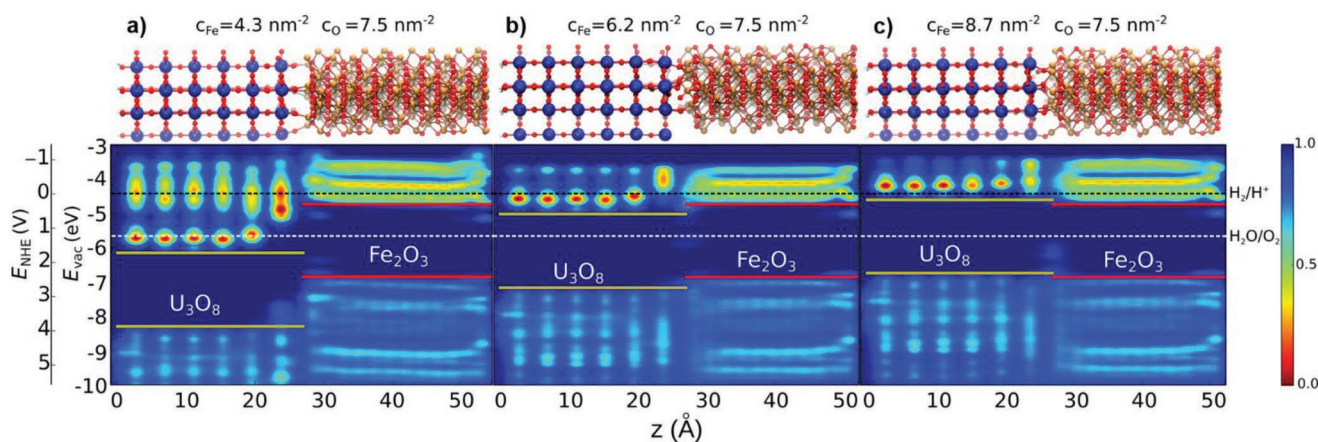 a) c_Fe=4.3 nm⁻² c_O=7.5 nm⁻²
b) c_Fe=6.2 nm⁻² c_O=7.5 nm⁻²
c) c_Fe=8.7 nm⁻² c_O=7.5 nm⁻²
E_NHE (V)
-1
0
1
2
3
4
5
E_vac (eV)
-3
-4
-5
-6
-7
-8
-9
-10
U₃O₈
Fe₂O₃
U₃O₈
Fe₂O₃
U₃O₈
Fe₂O₃
H₂/H⁺
H₂O/O₂
1.0
0.5
0.0
0 10 20 30 40 50
0 10 20 30 40 50
0 10 20 30 40 50
z (Å)